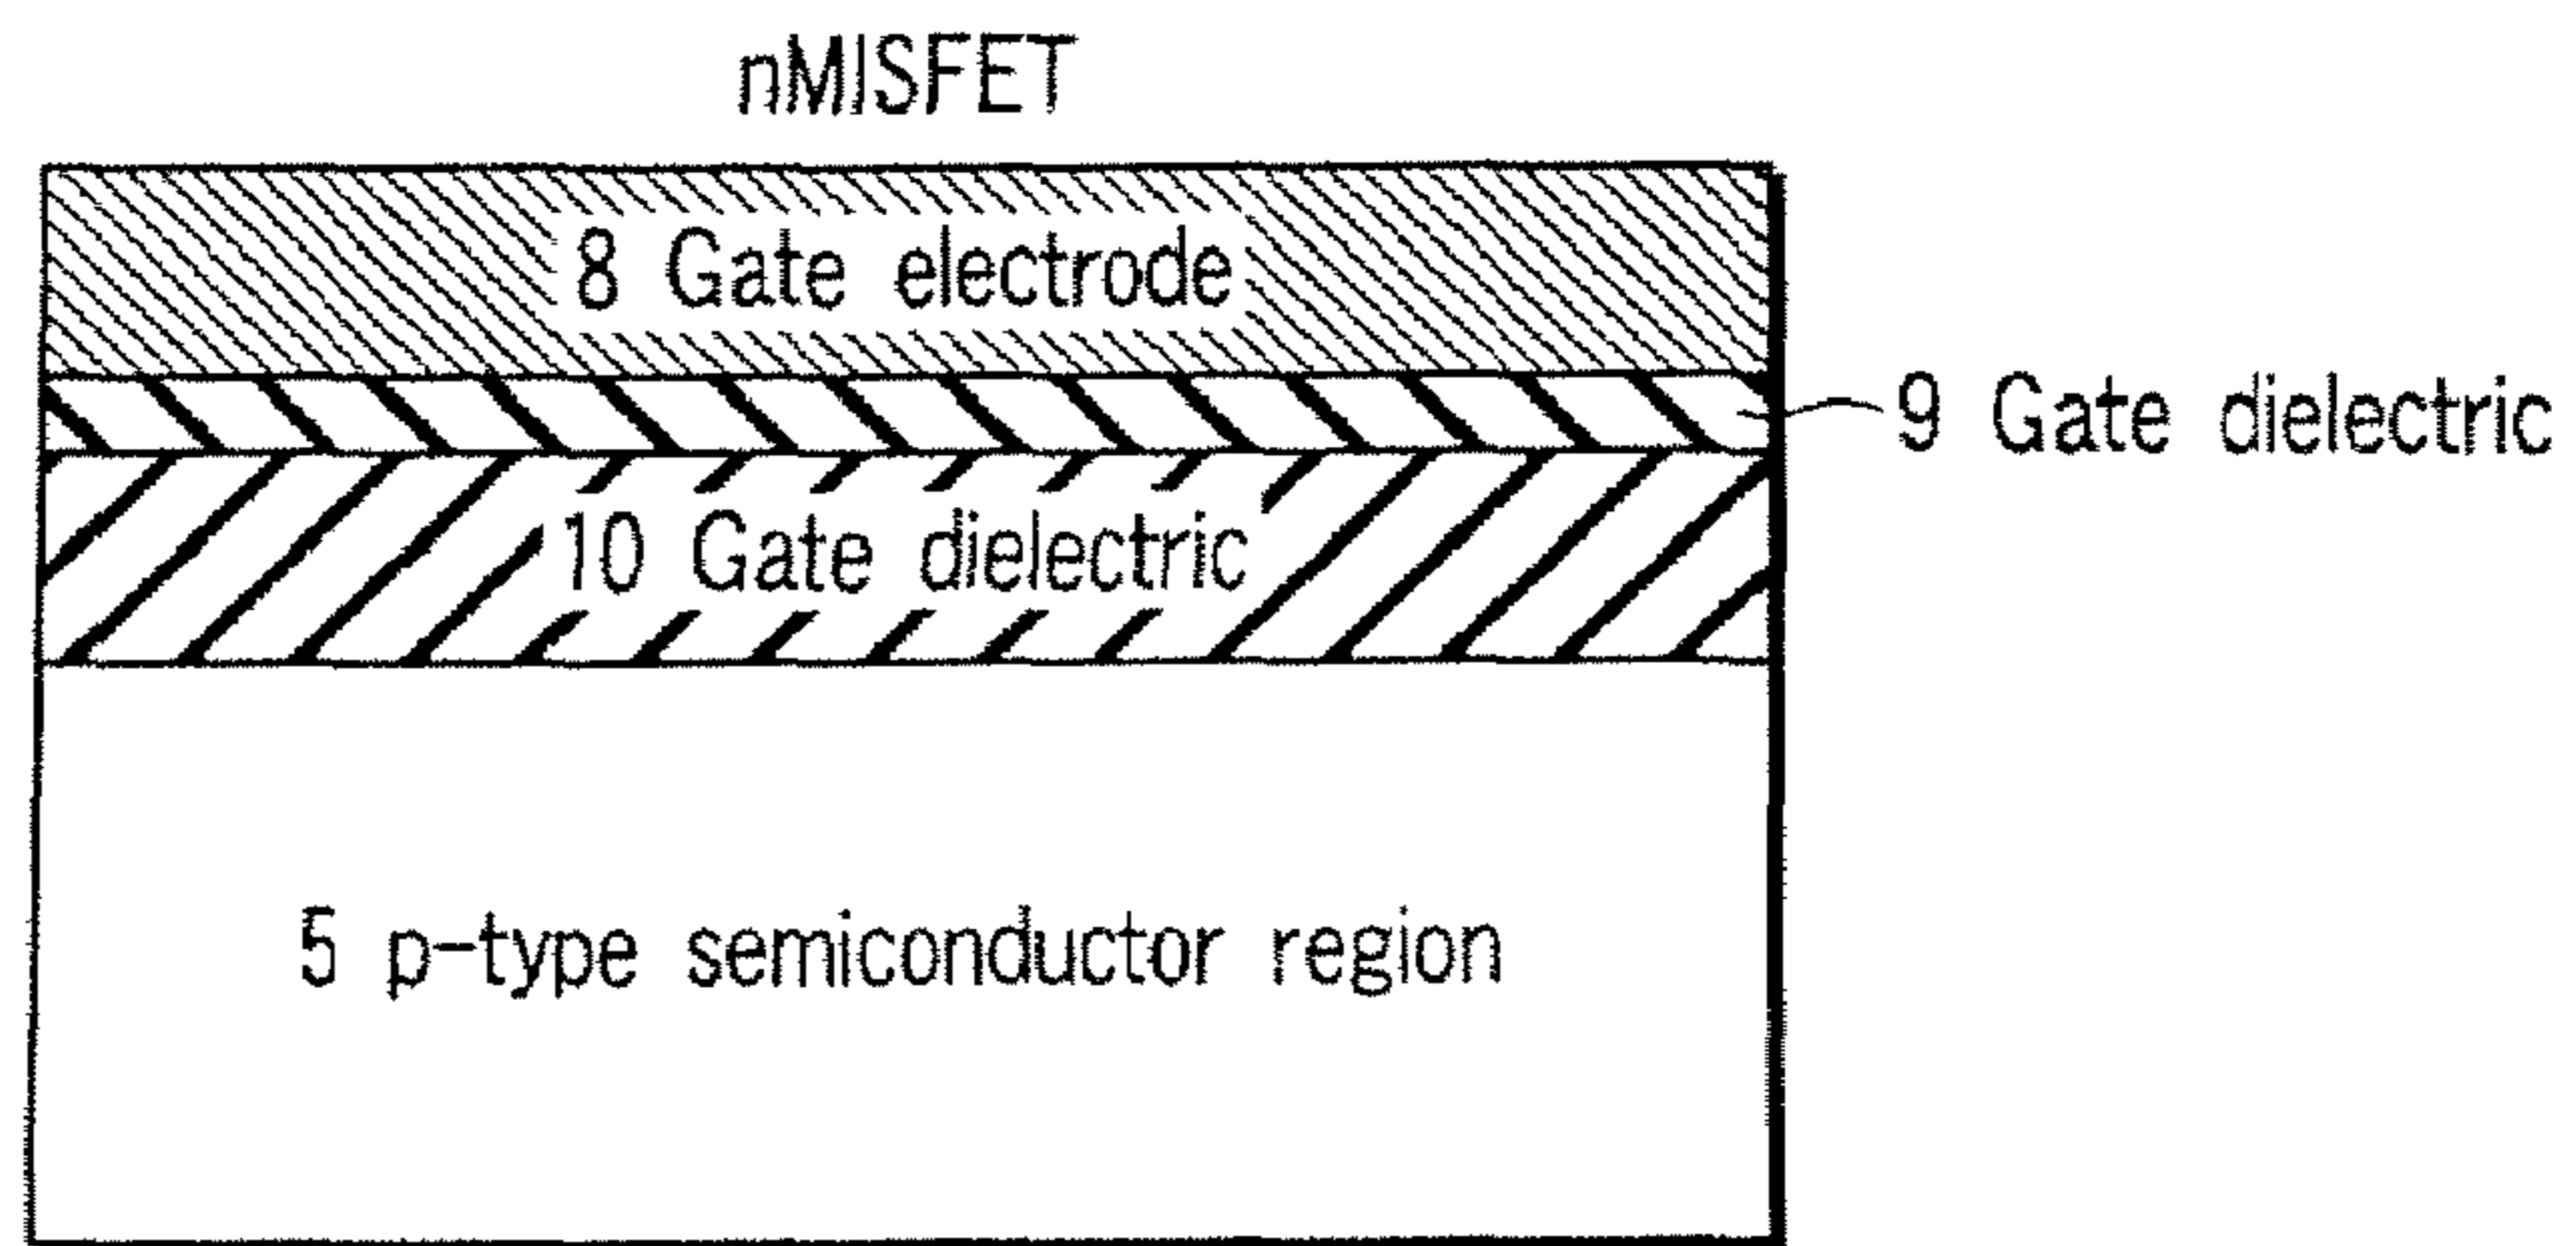 nMISFET
8 Gate electrode
9 Gate dielectric
10 Gate dielectric
5 p-type semiconductor region